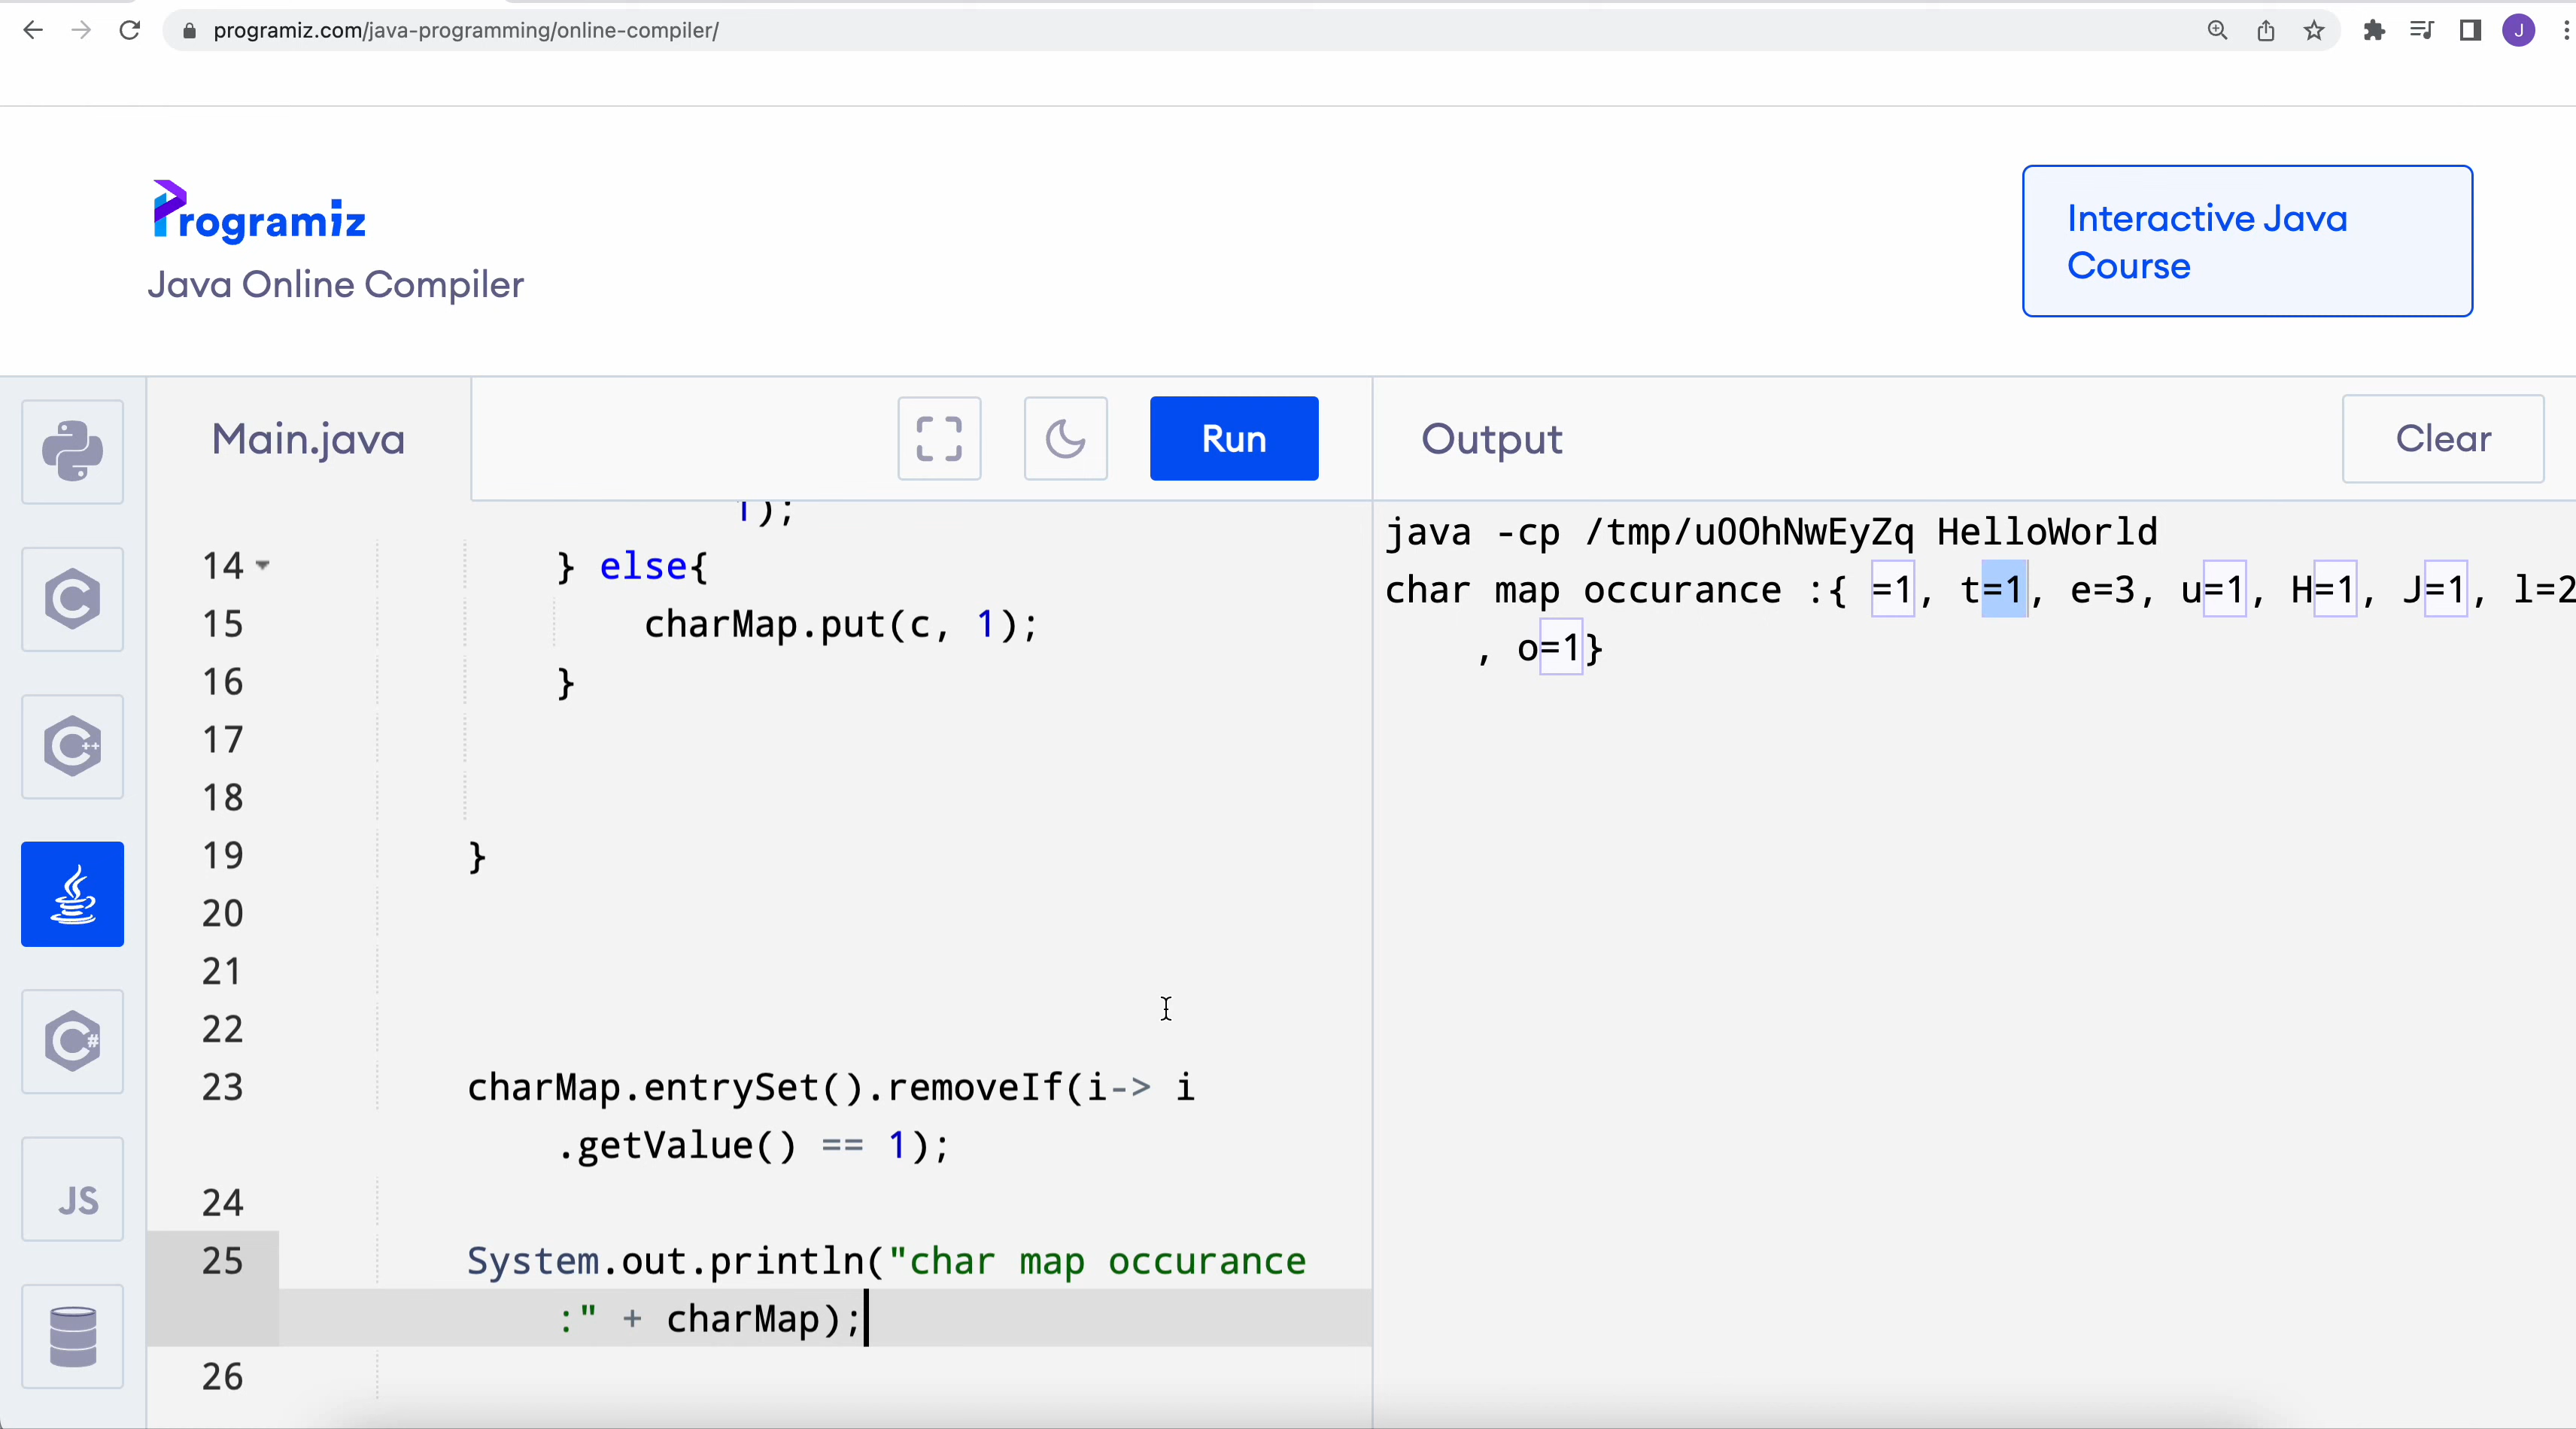 programiz.com/java-programming/online-compiler/
J
Programiz
Java Online Compiler
Interactive Java
Course
Main.java
Run
Output
Clear
1);
14 } else{
15 charMap.put(c, 1);
16 }
17
18
19 }
20
21
22
23 charMap.entrySet().removeIf(i-> i
.getValue() == 1);
24
25 System.out.println("char map occurance
:" + charMap);
26
java -cp /tmp/uOOhNwEyZq HelloWorld
char map occurance :{ =1, t=1, e=3, u=1, H=1, J=1, l=2
, o=1}
C
C++
C#
JS